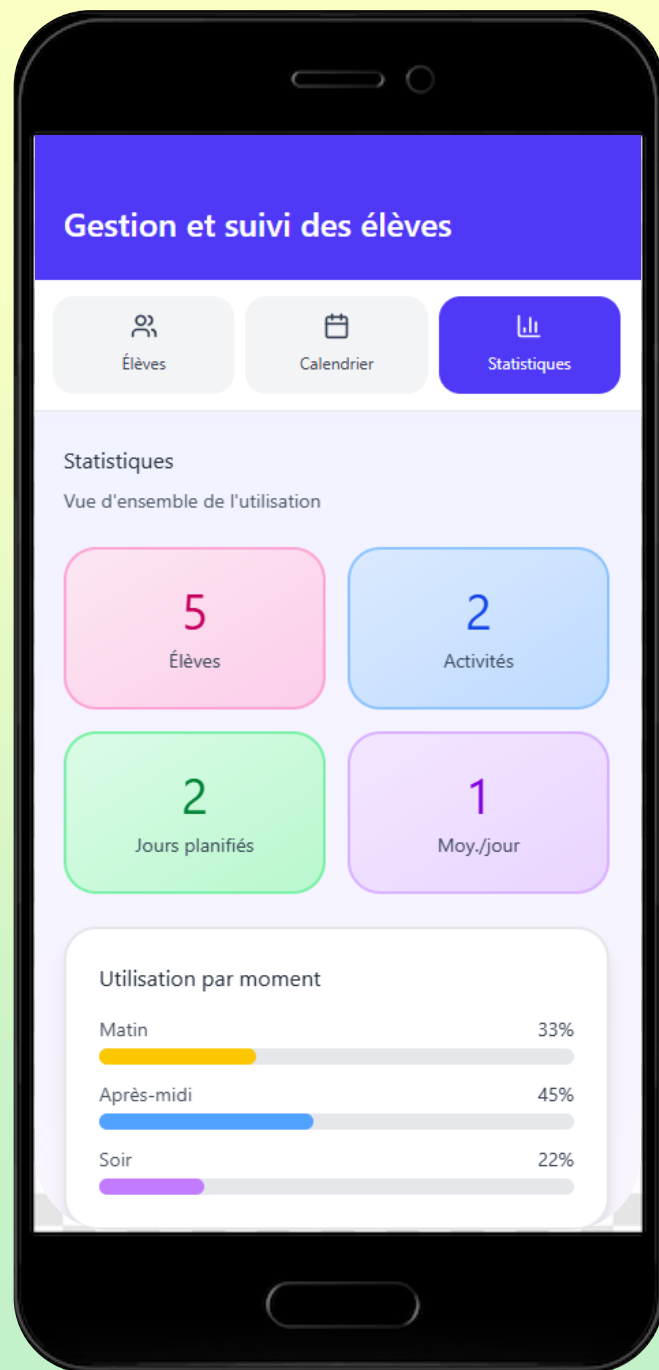 Gestion et suivi des élèves
Élèves Calendrier Statistiques
Statistiques
Vue d'ensemble de l'utilisation
5 2
Élèves Activités
2 1
Jours planifiés Moy./jour
Utilisation par moment
Matin 33%
Après-midi 45%
Soir 22%